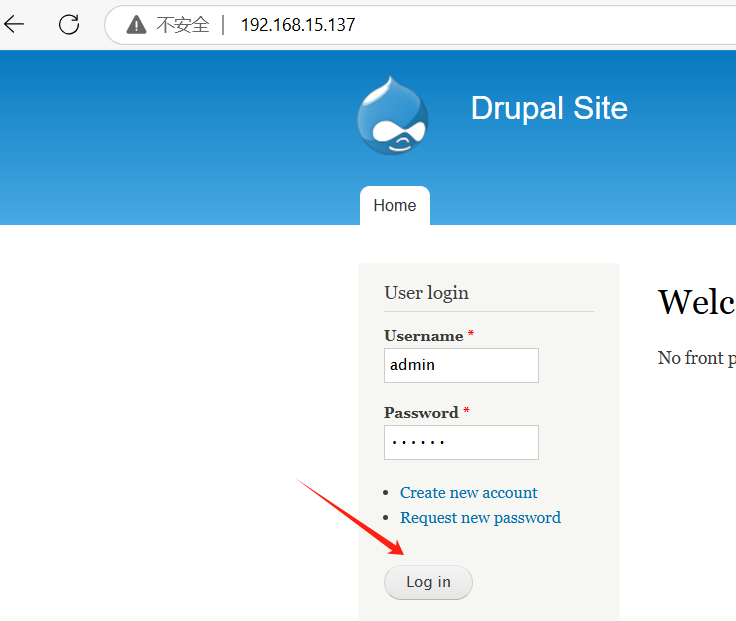 不安全 | 192.168.15.137
Drupal Site
Home
User login
Username *
admin
Password *
••••••
Create new account
Request new password
Log in
Welc
No front p